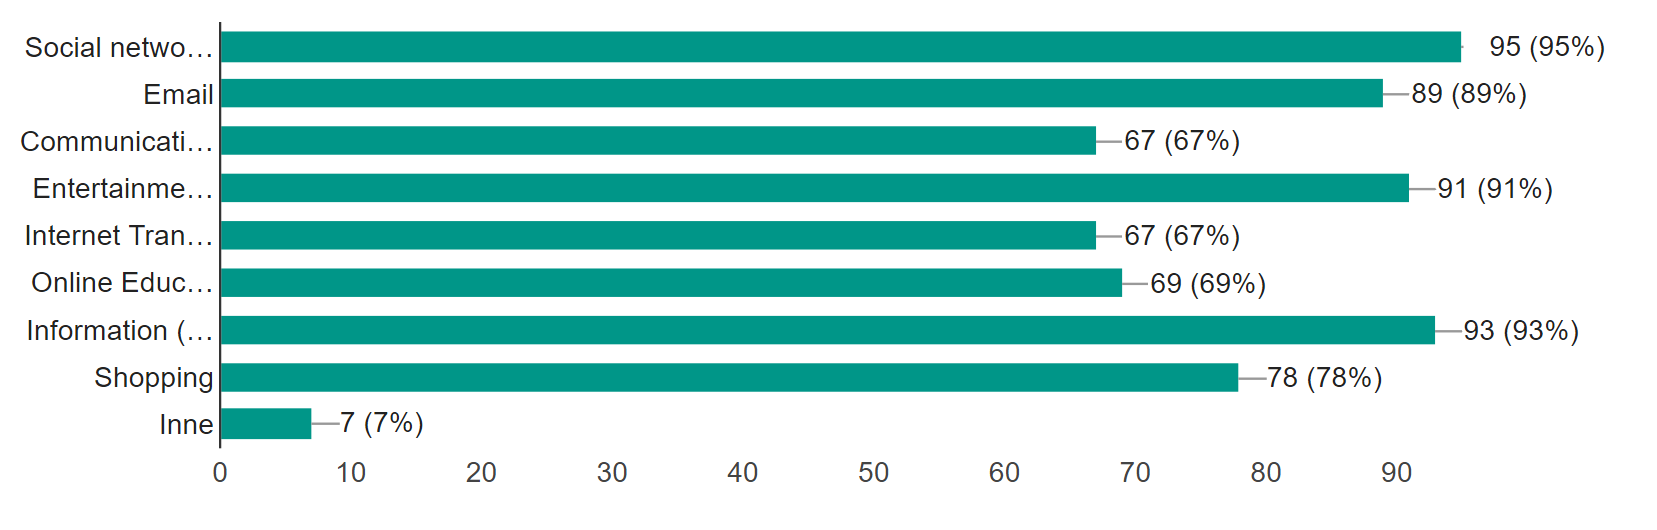 Social netwo… 95 (95%)
Email 89 (89%)
Communicati… 67 (67%)
Entertainme… 91 (91%)
Internet Tran… 67 (67%)
Online Educ… 69 (69%)
Information (… 93 (93%)
Shopping 78 (78%)
Inne 7 (7%)
0 10 20 30 40 50 60 70 80 90